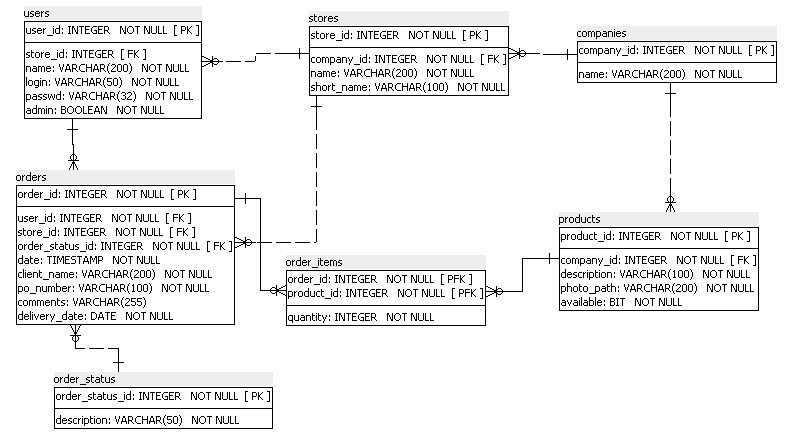 users
user_id: INTEGER NOT NULL [ PK ]
store_id: INTEGER [ FK ]
name: VARCHAR(200) NOT NULL
login: VARCHAR(50) NOT NULL
passwd: VARCHAR(32) NOT NULL
admin: BOOLEAN NOT NULL
stores
store_id: INTEGER NOT NULL [ PK ]
company_id: INTEGER NOT NULL [ FK ]
name: VARCHAR(200) NOT NULL
short_name: VARCHAR(100) NOT NULL
companies
company_id: INTEGER NOT NULL [ PK ]
name: VARCHAR(200) NOT NULL
orders
order_id: INTEGER NOT NULL [ PK ]
user_id: INTEGER NOT NULL [ FK ]
store_id: INTEGER NOT NULL [ FK ]
order_status_id: INTEGER NOT NULL [ FK ]
date: TIMESTAMP NOT NULL
client_name: VARCHAR(200) NOT NULL
po_number: VARCHAR(100) NOT NULL
comments: VARCHAR(255)
delivery_date: DATE NOT NULL
order_items
order_id: INTEGER NOT NULL [ PFK ]
product_id: INTEGER NOT NULL [ PFK ]
quantity: INTEGER NOT NULL
products
product_id: INTEGER NOT NULL [ PK ]
company_id: INTEGER NOT NULL [ FK ]
description: VARCHAR(100) NOT NULL
photo_path: VARCHAR(200) NOT NULL
available: BIT NOT NULL
order_status
order_status_id: INTEGER NOT NULL [ PK ]
description: VARCHAR(50) NOT NULL